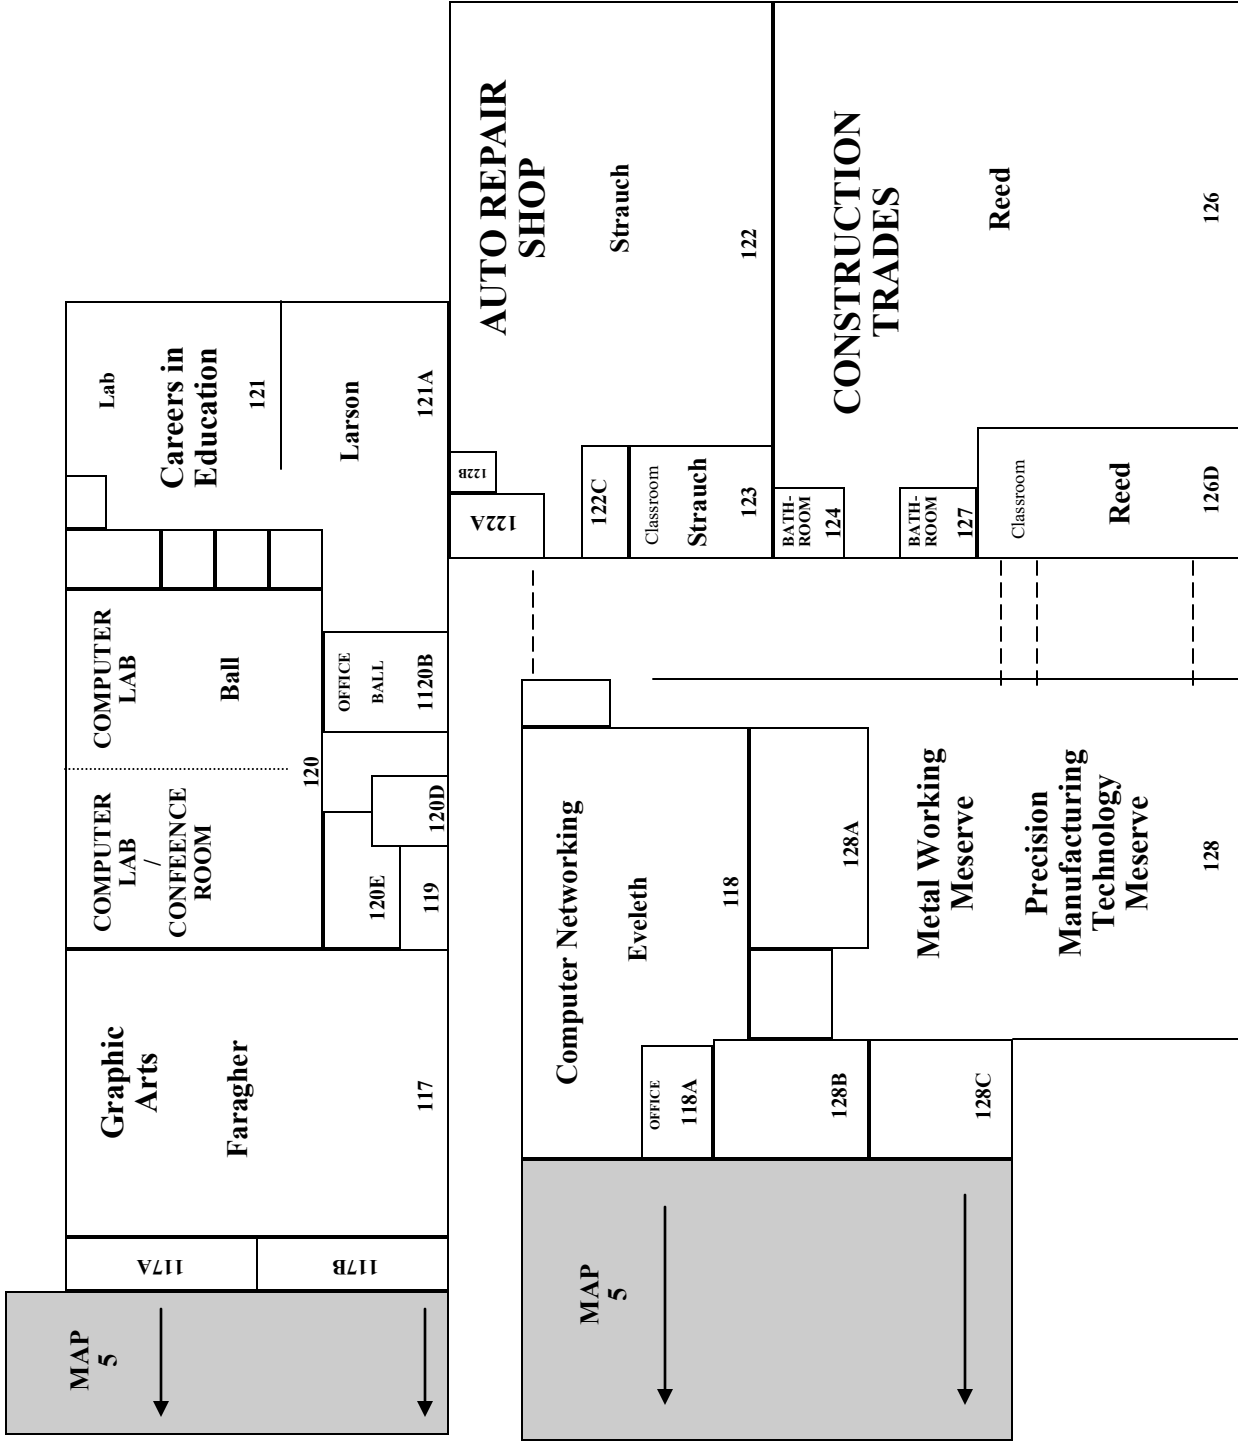 MAP
5
117A
117B
Graphic
Arts
Faragher
117
COMPUTER
LAB
/
CONFEENCE
ROOM
COMPUTER
LAB
Ball
120
120E
119
120D
OFFICE
BALL
1120B
Lab
Careers in
Education
121
Larson
121A
MAP
5
Computer Networking
Eveleth
118
OFFICE
118A
128B
128C
128A
Metal Working
Meserve
Precision
Manufacturing
Technology
Meserve
128
AUTO REPAIR
SHOP
Strauch
122
122A
122B
122C
Classroom
Strauch
123
CONSTRUCTION
TRADES
Reed
126
BATH-
ROOM
124
BATH-
ROOM
127
Classroom
Reed
126D